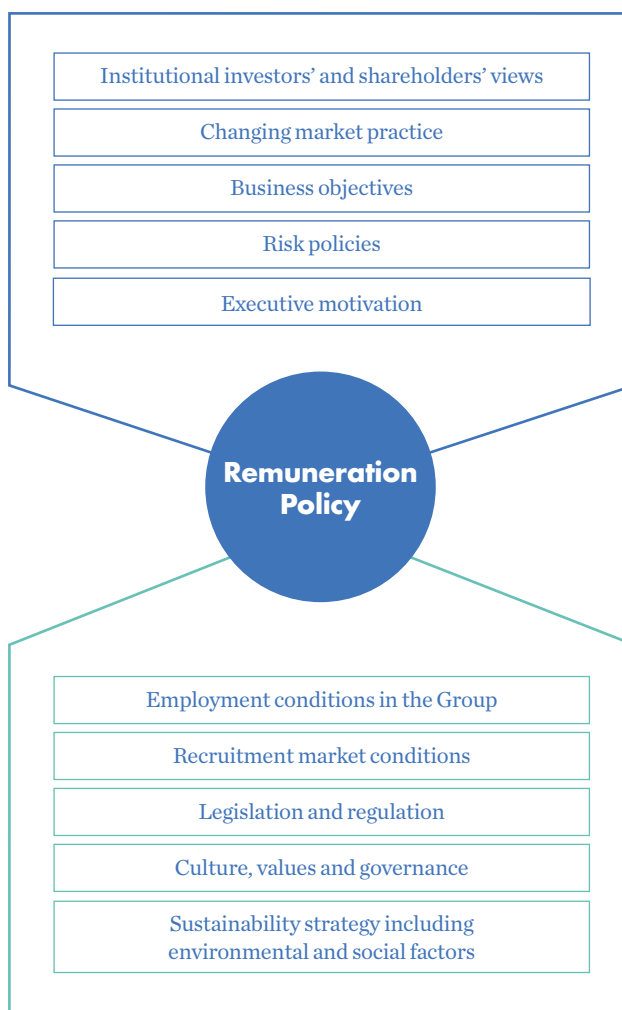 Institutional investors’ and shareholders’ views
Changing market practice
Business objectives
Risk policies
Executive motivation
Remuneration
Policy
Employment conditions in the Group
Recruitment market conditions
Legislation and regulation
Culture, values and governance
Sustainability strategy including
environmental and social factors